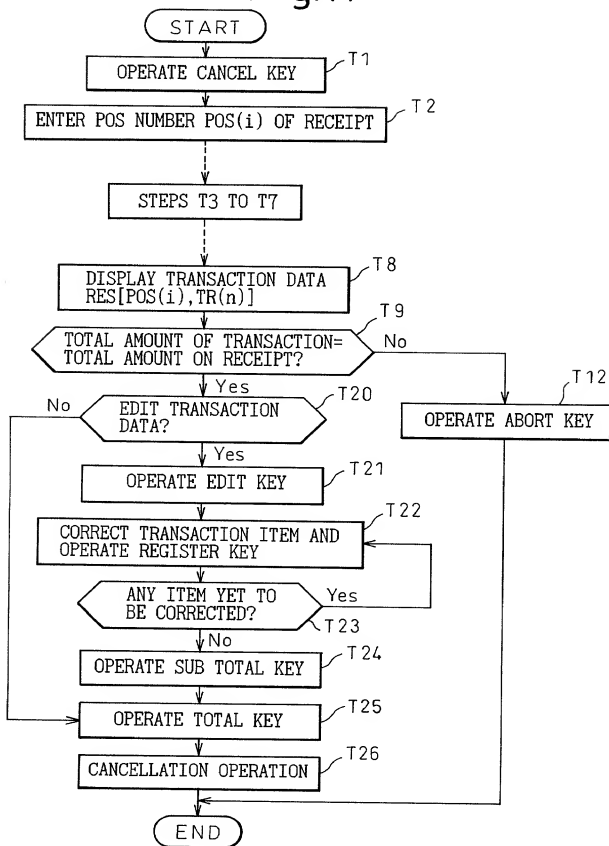 START
OPERATE CANCEL KEY
T1
ENTER POS NUMBER POS(i) OF RECEIPT
T2
STEPS T3 TO T7
DISPLAY TRANSACTION DATA
RES[POS(i),TR(n)]
T8
TOTAL AMOUNT OF TRANSACTION=
TOTAL AMOUNT ON RECEIPT?
T9
No
Yes
T12
OPERATE ABORT KEY
No
EDIT TRANSACTION
DATA?
T20
Yes
OPERATE EDIT KEY
T21
CORRECT TRANSACTION ITEM AND
OPERATE REGISTER KEY
T22
ANY ITEM YET TO
BE CORRECTED?
Yes
T23
No
OPERATE SUB TOTAL KEY
T24
OPERATE TOTAL KEY
T25
CANCELLATION OPERATION
T26
END